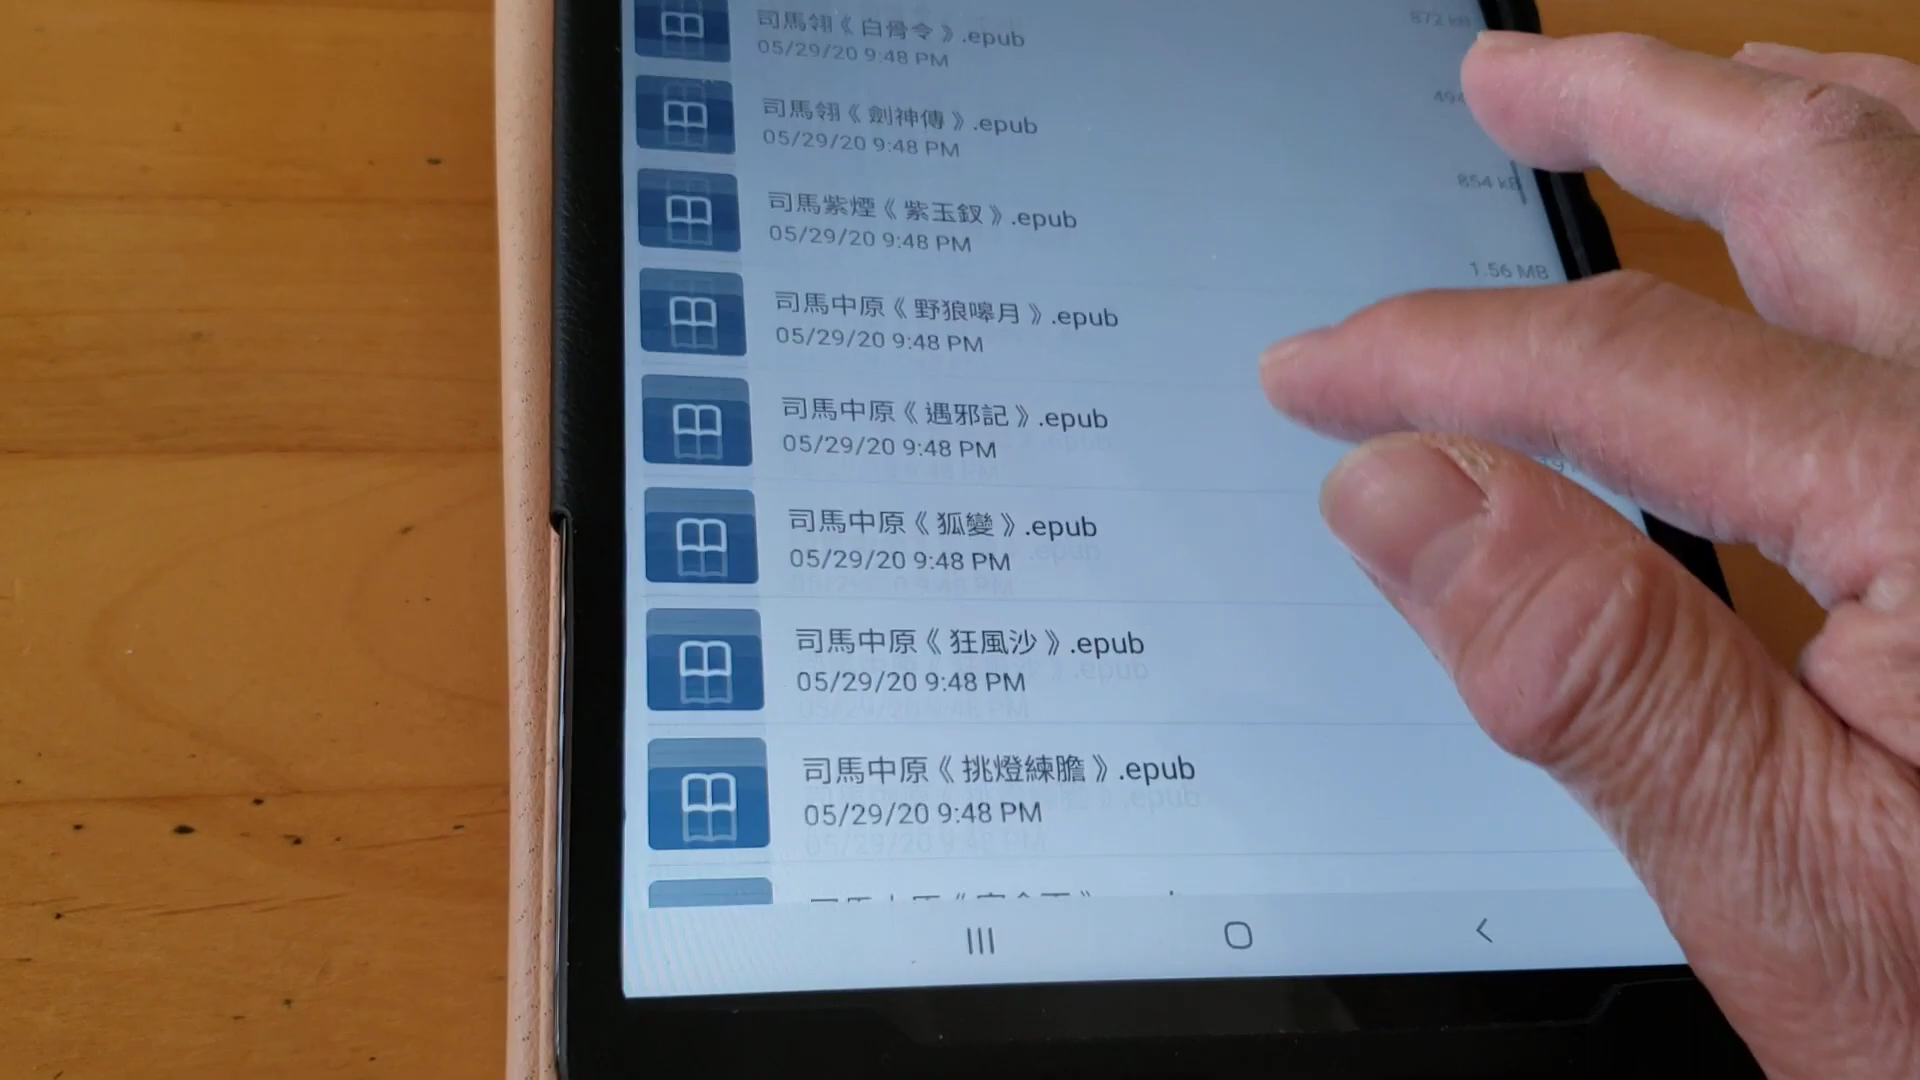 司馬翎《白骨令》.epub
872 kB
05/29/20 9:48 PM
司馬翎《劍神傳》.epub
494
05/29/20 9:48 PM
854 kB
司馬紫煙《紫玉釵》.epub
05/29/20 9:48 PM
1.56 MB
司馬中原《野狼嗥月》.epub
05/29/20 9:48 PM
司馬中原《遇邪記》.epub
05/29/20 9:48 PM
司馬中原《狐變》.epub
05/29/20 9:48 PM
司馬中原《狂風沙》.epub
05/29/20 9:48 PM
司馬中原《挑燈練膽》.epub
05/29/20 9:48 PM